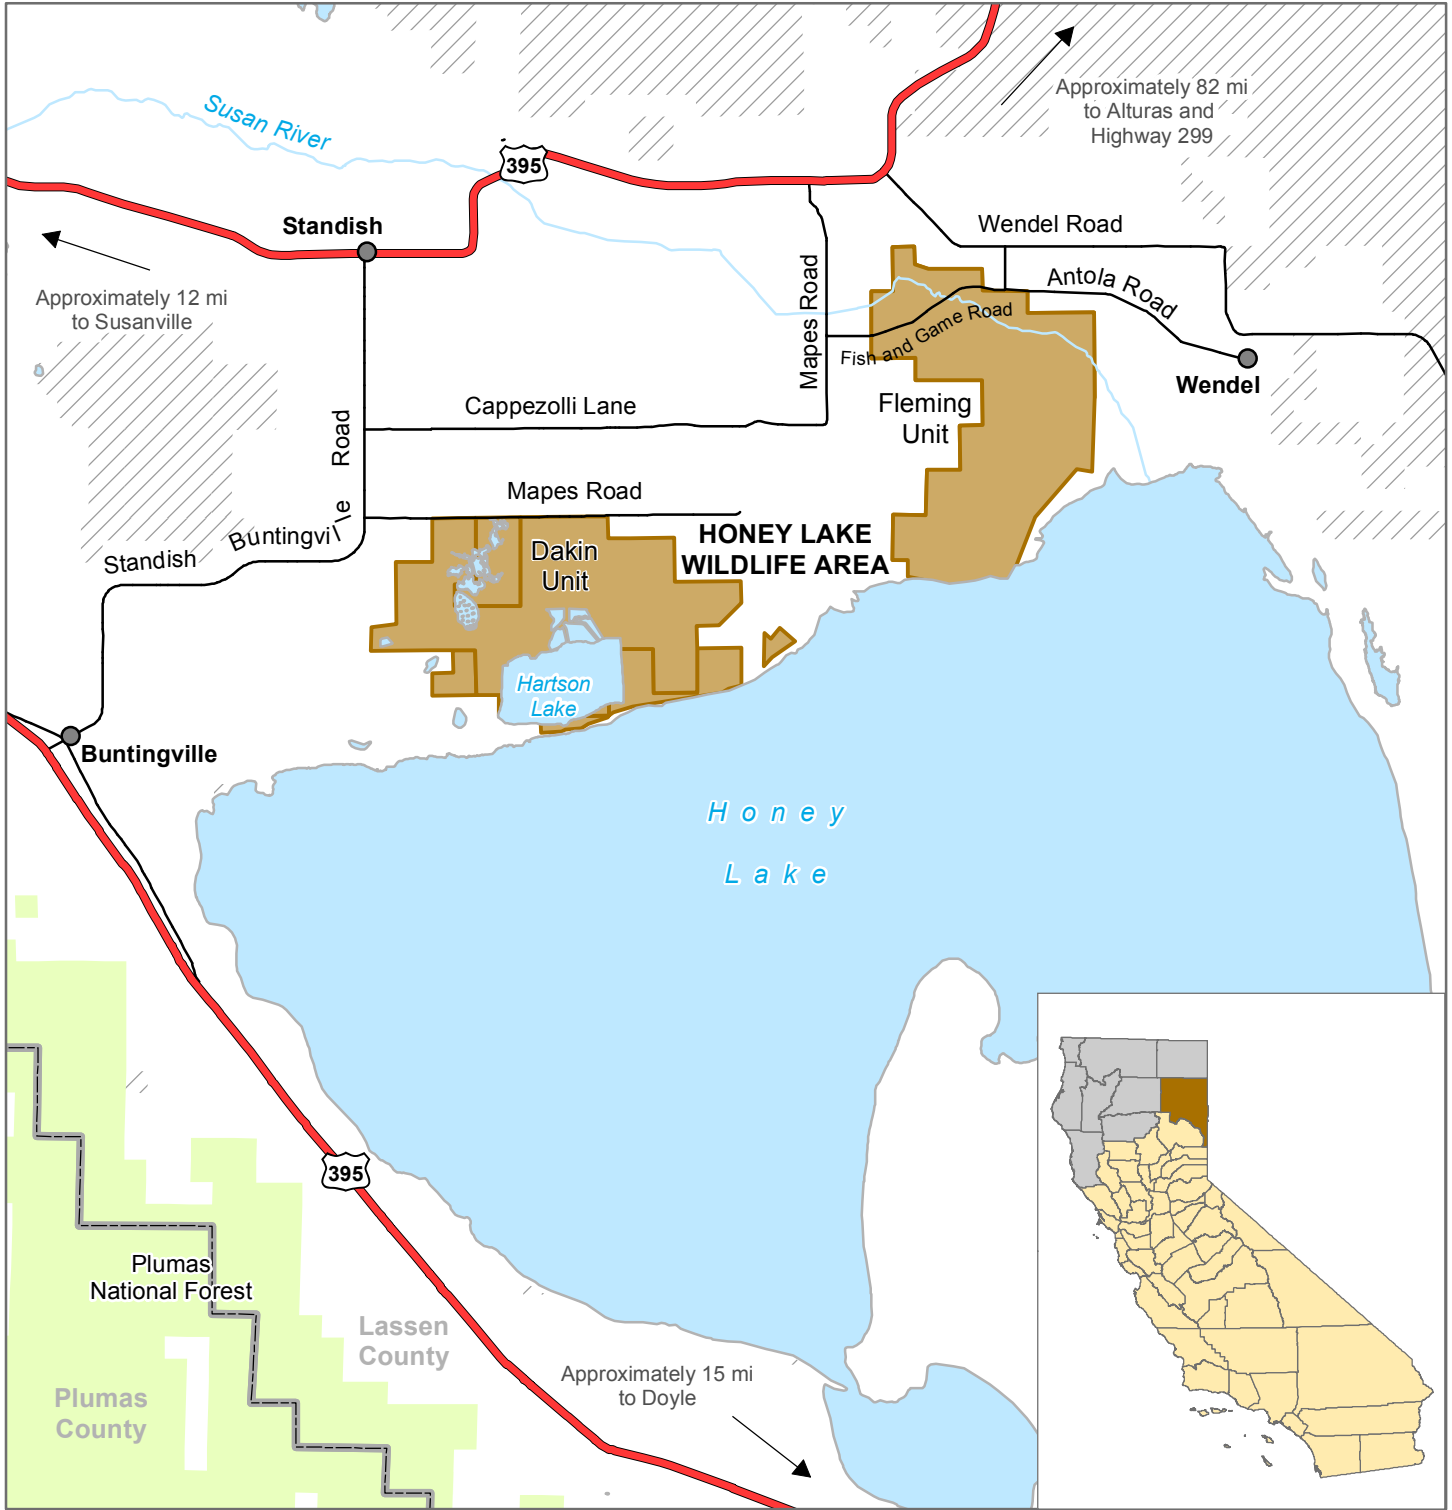 Susan River
395
Approximately 82 mi
to Alturas and
Highway 299
Standish
Wendel Road
Approximately 12 mi
to Susanville
Mapes Road
Antola Road
Fish and Game Road
Wendel
Cappezolli Lane
Fleming
Unit
Mapes Road
Standish Buntingville Road
HONEY LAKE
WILDLIFE AREA
Dakin
Unit
Hartson
Lake
Buntingville
Honey
Lake
395
Plumas
National Forest
Lassen
County
Plumas
County
Approximately 15 mi
to Doyle